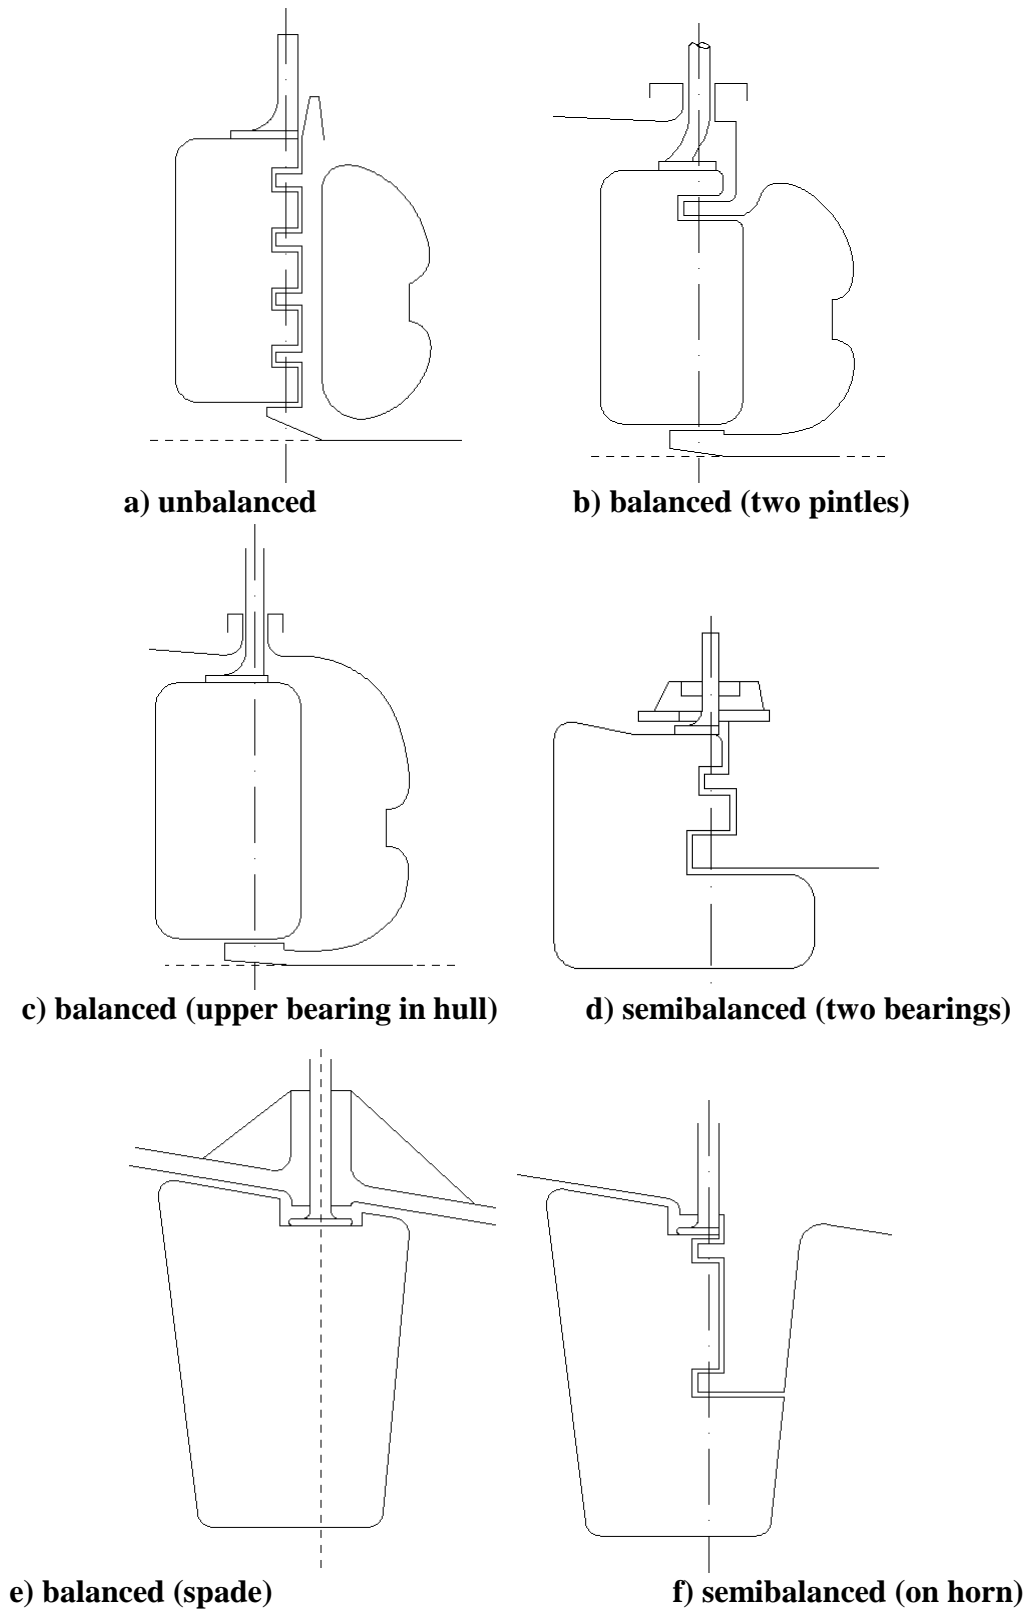 a) unbalanced
b) balanced (two pintles)
c) balanced (upper bearing in hull)
d) semibalanced (two bearings)
e) balanced (spade)
f) semibalanced (on horn)